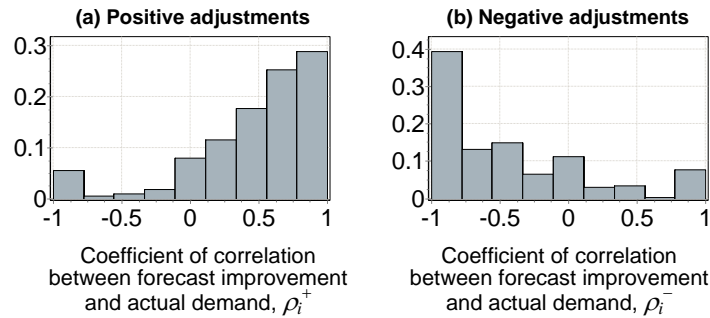 (a) Positive adjustments
0.3
0.2
0.1
0
-1 -0.5 0 0.5 1
Coefficient of correlation
between forecast improvement
and actual demand, ρᵢ⁺
(b) Negative adjustments
0.4
0.3
0.2
0.1
0
-1 -0.5 0 0.5 1
Coefficient of correlation
between forecast improvement
and actual demand, ρᵢ⁻